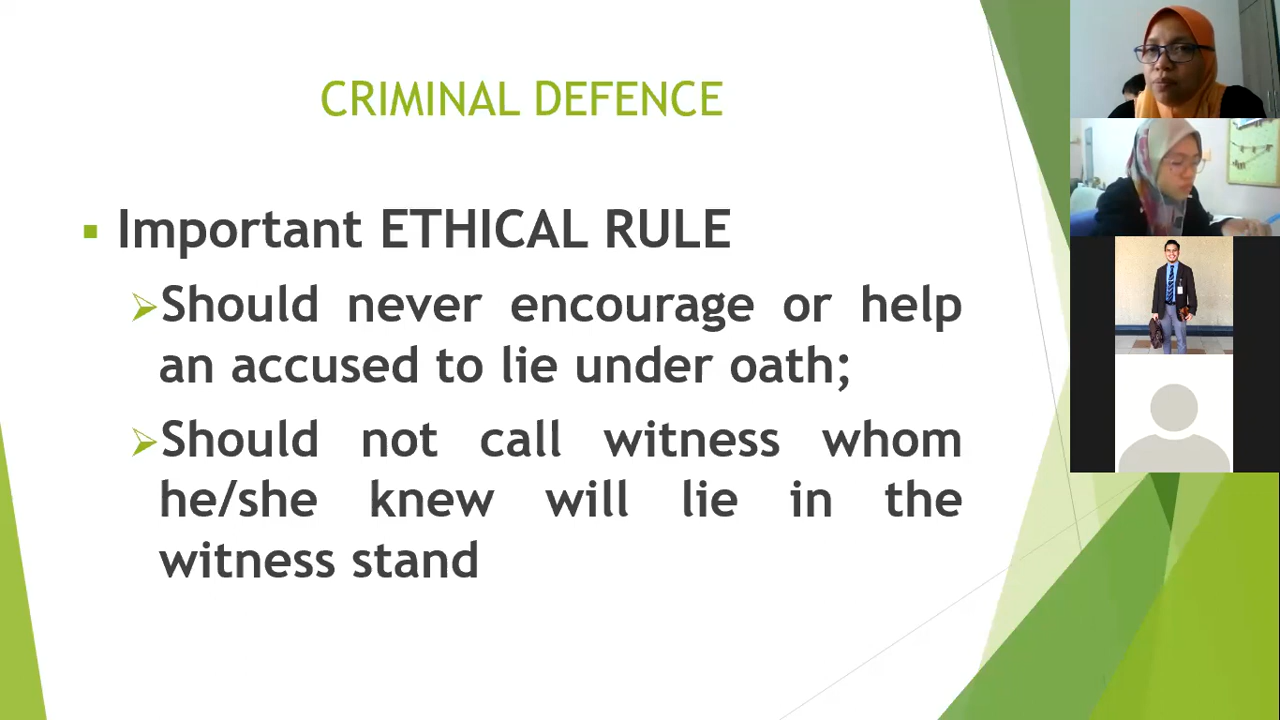 CRIMINAL DEFENCE
Important ETHICAL RULE
Should never encourage or help
an accused to lie under oath;
Should not call witness whom
he/she knew will lie in the
witness stand